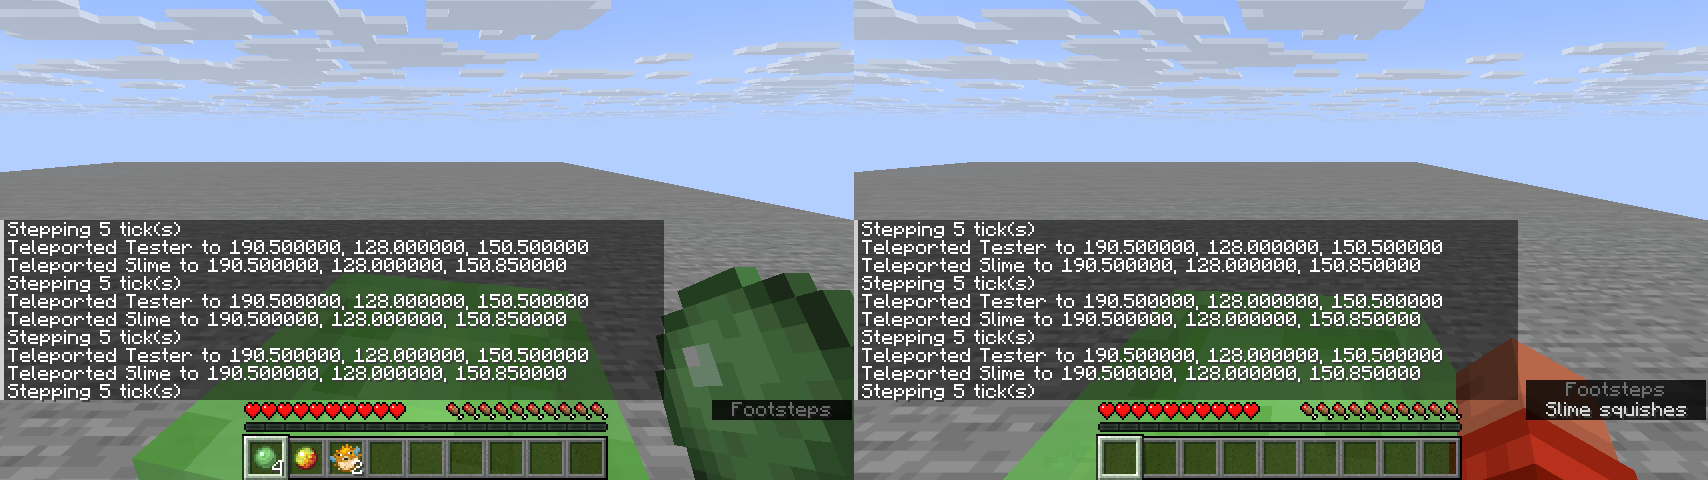 Stepping 5 tick(s)
Teleported Tester to 190.500000, 128.000000, 150.500000
Teleported Slime to 190.500000, 128.000000, 150.850000
Stepping 5 tick(s)
Teleported Tester to 190.500000, 128.000000, 150.500000
Teleported Slime to 190.500000, 128.000000, 150.850000
Stepping 5 tick(s)
Teleported Tester to 190.500000, 128.000000, 150.500000
Teleported Slime to 190.500000, 128.000000, 150.850000
Stepping 5 tick(s)
Footsteps
4
2
Stepping 5 tick(s)
Teleported Tester to 190.500000, 128.000000, 150.500000
Teleported Slime to 190.500000, 128.000000, 150.850000
Stepping 5 tick(s)
Teleported Tester to 190.500000, 128.000000, 150.500000
Teleported Slime to 190.500000, 128.000000, 150.850000
Stepping 5 tick(s)
Teleported Tester to 190.500000, 128.000000, 150.500000
Teleported Slime to 190.500000, 128.000000, 150.850000
Stepping 5 tick(s)
Footsteps
Slime squishes